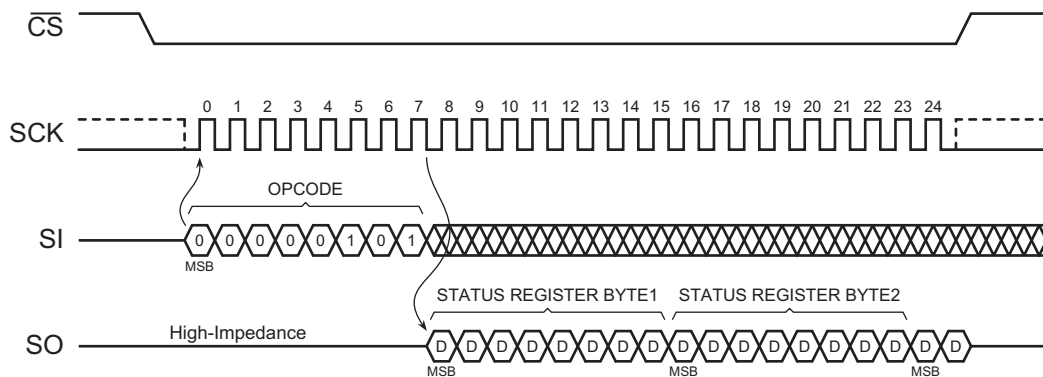 CS
0 1 2 3 4 5 6 7 8 9 10 11 12 13 14 15 16 17 18 19 20 21 22 23 24
SCK
OPCODE
SI 0 0 0 0 0 1 0 1
MSB
STATUS REGISTER BYTE1 STATUS REGISTER BYTE2
High-Impedance
SO D D D D D D D D D D D D D D D D D D
MSB MSB MSB